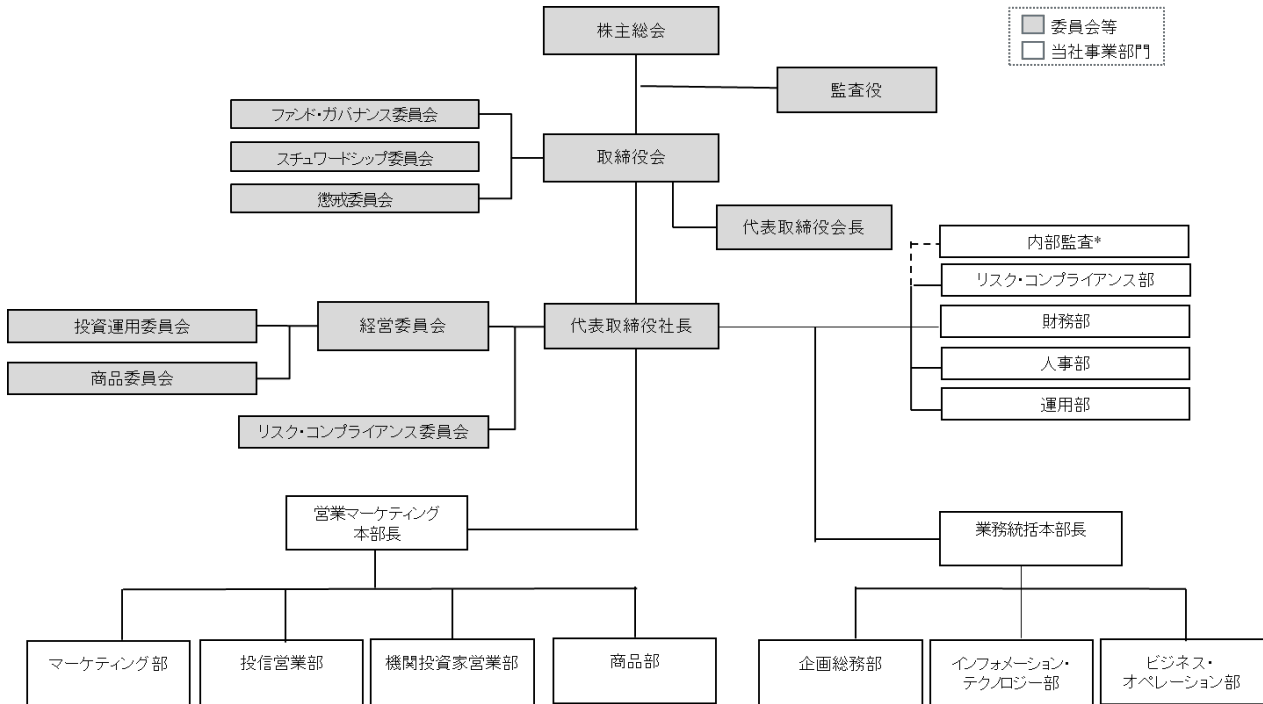 株主総会
委員会等
当社事業部門
監査役
ファンド・ガバナンス委員会
スチュワードシップ委員会
懲戒委員会
取締役会
代表取締役会長
内部監査*
リスク・コンプライアンス部
財務部
人事部
運用部
投資運用委員会
経営委員会
代表取締役社長
商品委員会
リスク・コンプライアンス委員会
営業マーケティング
本部長
業務統括本部長
マーケティング部
投信営業部
機関投資家営業部
商品部
企画総務部
インフォメーション・
テクノロジー部
ビジネス・
オペレーション部